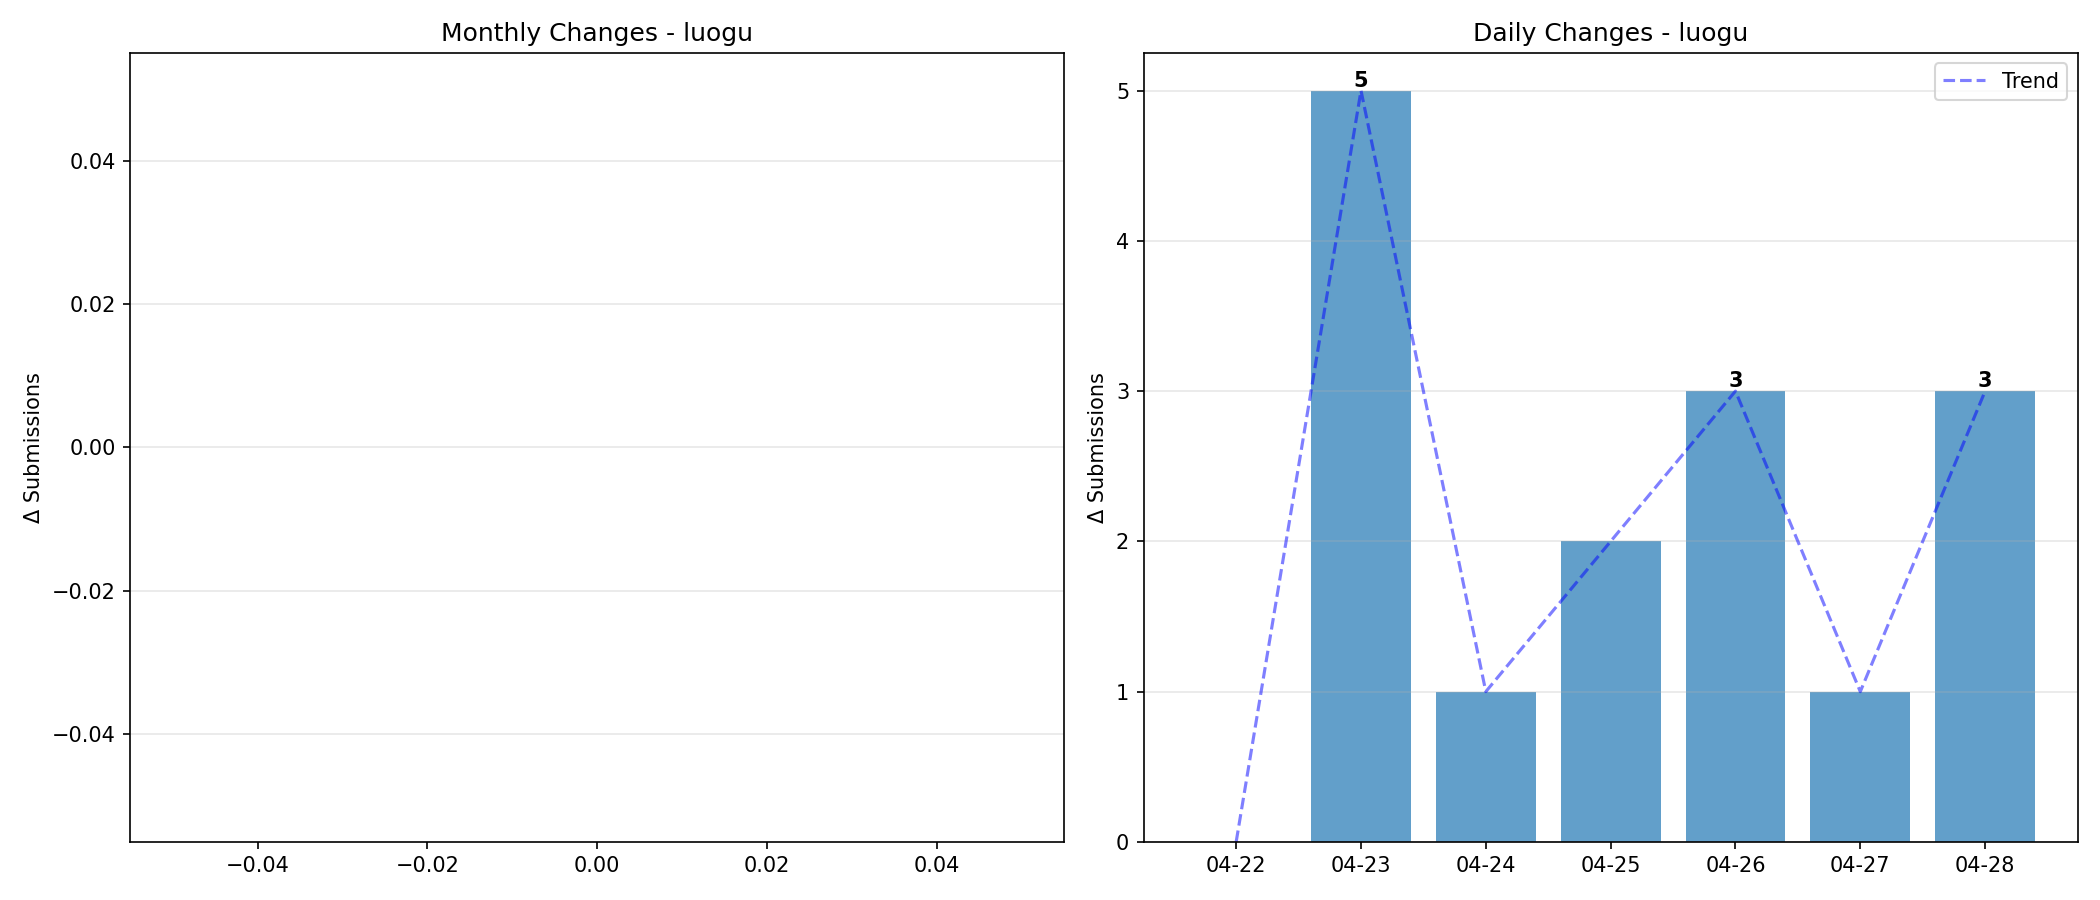 Monthly Changes - luogu
Δ Submissions
0.04
0.02
0.00
−0.02
−0.04
−0.04 −0.02 0.00 0.02 0.04
Daily Changes - luogu
Trend
Δ Submissions
5
4
3
2
1
0
5
3
3
04-22 04-23 04-24 04-25 04-26 04-27 04-28